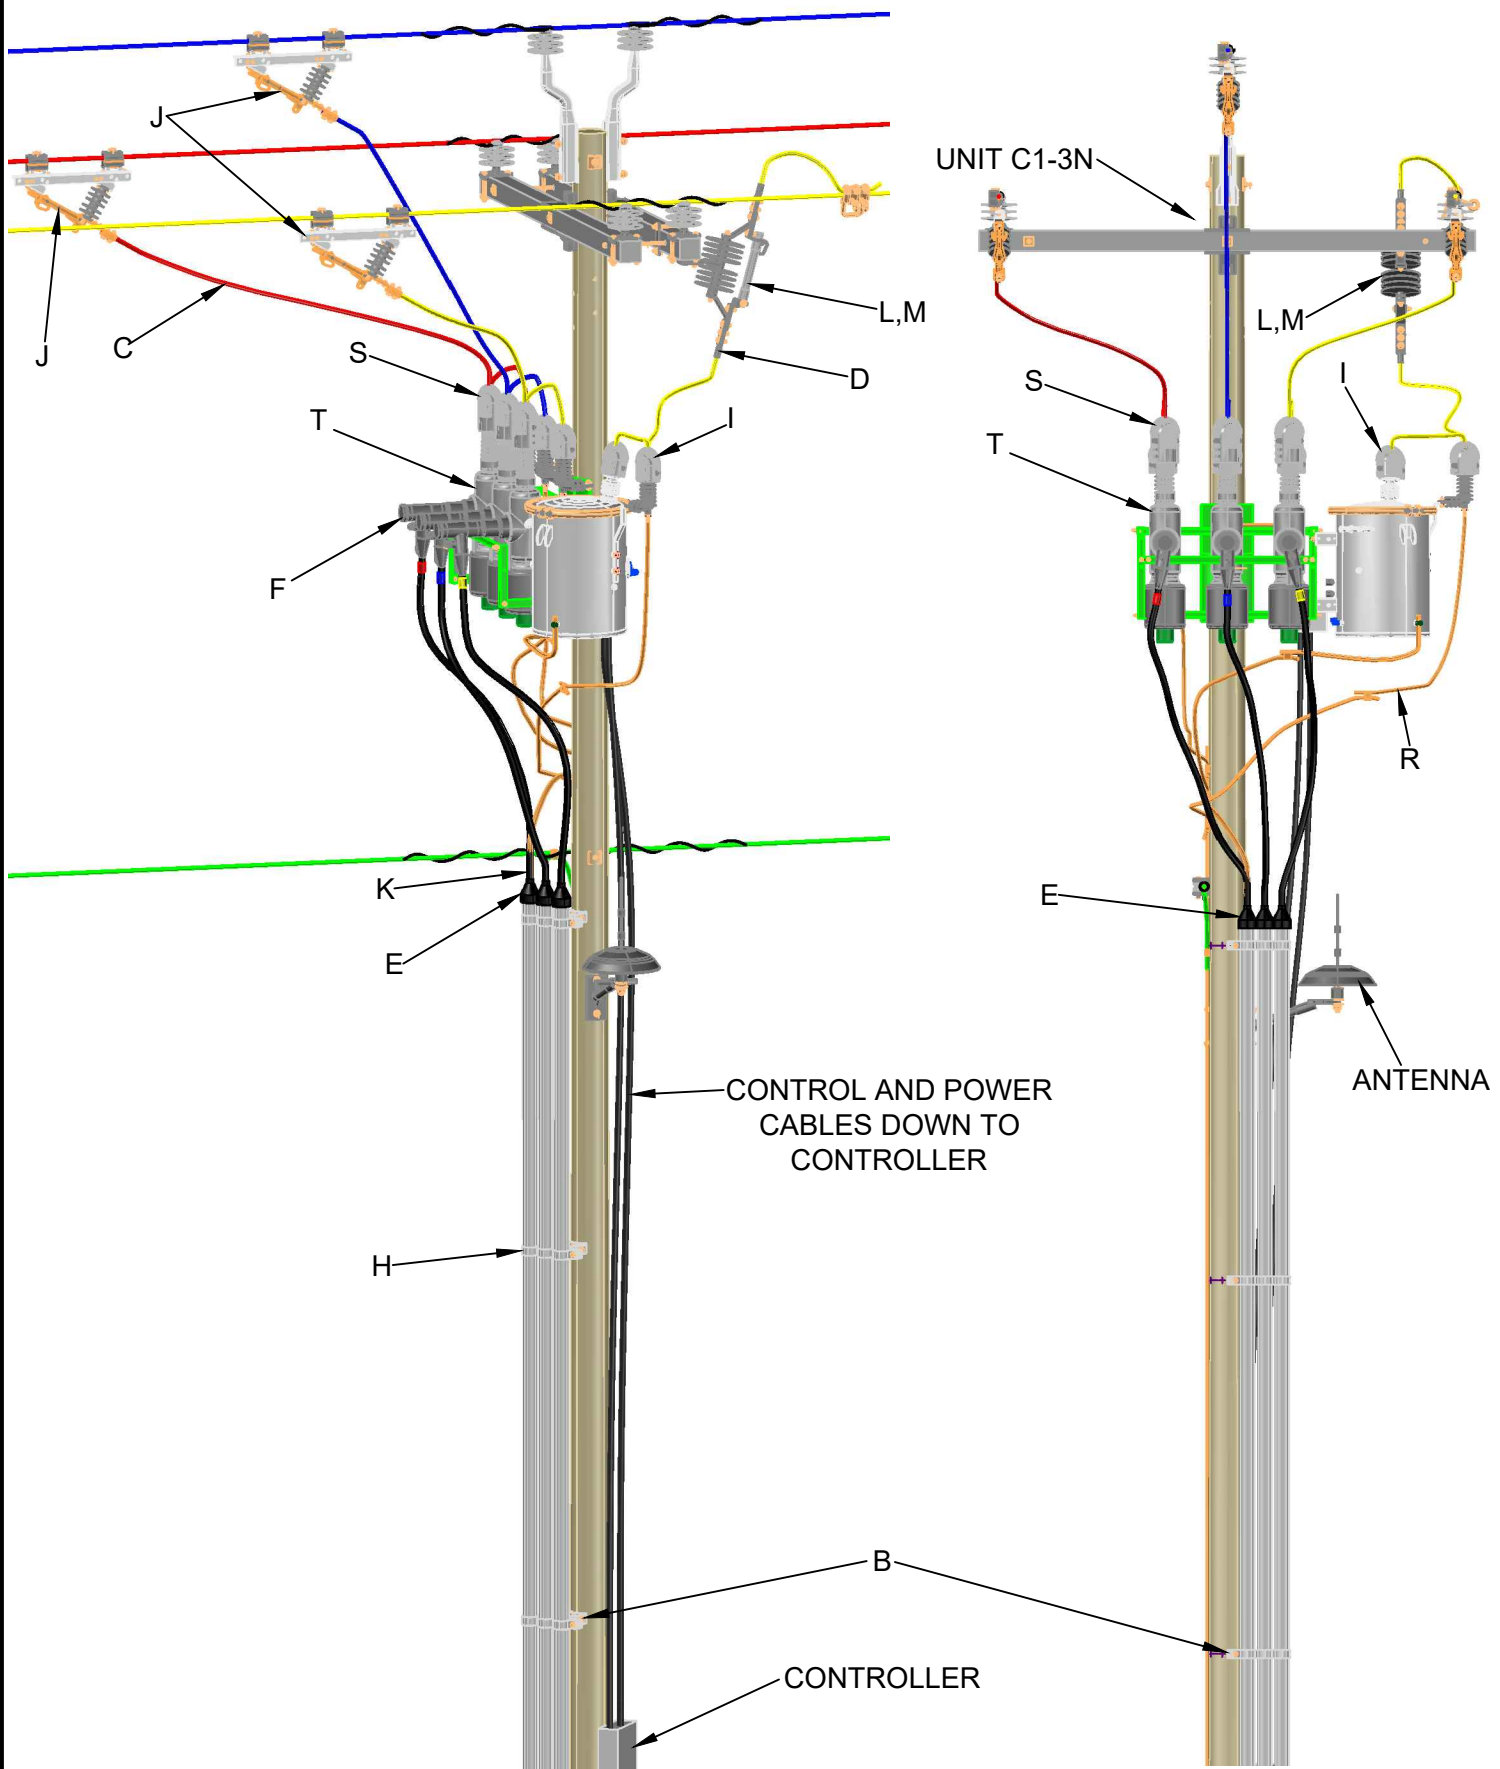 J
UNIT C1-3N
L,M
L,M
J
C
S
D
S
I
T
I
T
F
R
K
E
E
ANTENNA
CONTROL AND POWER
CABLES DOWN TO
CONTROLLER
H
B
CONTROLLER